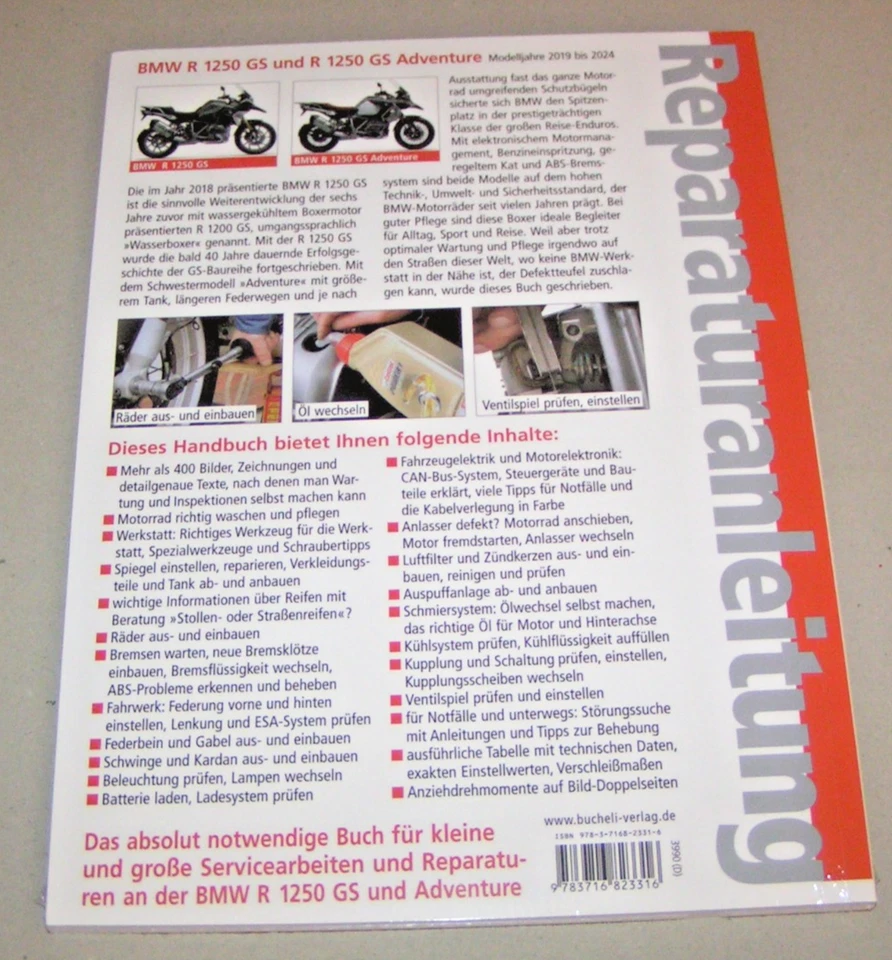 BMW R 1250 GS und R 1250 GS Adventure Modelljahre 2019 bis 2024
BMW R 1250 GS
BMW R 1250 GS Adventure
Die im Jahr 2018 präsentierte BMW R 1250 GS
ist die sinnvolle Weiterentwicklung der sechs
Jahre zuvor mit wassergekühltem Boxermotor
präsentierten R 1200 GS, umgangssprachlich
»Wasserboxer« genannt. Mit der R 1250 GS
wurde die bald 40 Jahre dauernde Erfolgsge-
schichte der GS-Baureihe fortgeschrieben. Mit
dem Schwestermodell »Adventure« mit größe-
rem Tank, längeren Federwegen und je nach
Ausstattung fast das ganze Motor-
rad umgreifenden Schutzbügeln
sicherte sich BMW den Spitzen-
platz in der prestigeträchtigen
Klasse der großen Reise-Enduros.
Mit elektronischem Motormana-
gement, Benzineinspritzung, ge-
regeltem Kat und ABS-Brems-
system sind beide Modelle auf dem hohen
Technik-, Umwelt- und Sicherheitsstandard, der
BMW-Motorräder seit vielen Jahren prägt. Bei
guter Pflege sind diese Boxer ideale Begleiter
für Alltag, Sport und Reise. Weil aber trotz
optimaler Wartung und Pflege irgendwo auf
den Straßen dieser Welt, wo keine BMW-Werk-
statt in der Nähe ist, der Defektteufel zuschla-
gen kann, wurde dieses Buch geschrieben.
Räder aus- und einbauen
Öl wechseln
Ventilspiel prüfen, einstellen
Dieses Handbuch bietet Ihnen folgende Inhalte:
Mehr als 400 Bilder, Zeichnungen und
detailgenaue Texte, nach denen man War-
tung und Inspektionen selbst machen kann
Motorrad richtig waschen und pflegen
Werkstatt: Richtiges Werkzeug für die Werk-
statt, Spezialwerkzeuge und Schraubertipps
Spiegel einstellen, reparieren, Verkleidungs-
teile und Tank ab- und anbauen
wichtige Informationen über Reifen mit
Beratung »Stollen- oder Straßenreifen«?
Räder aus- und einbauen
Bremsen warten, neue Bremsklötze
einbauen, Bremsflüssigkeit wechseln,
ABS-Probleme erkennen und beheben
Fahrwerk: Federung vorne und hinten
einstellen, Lenkung und ESA-System prüfen
Federbein und Gabel aus- und einbauen
Schwinge und Kardan aus- und einbauen
Beleuchtung prüfen, Lampen wechseln
Batterie laden, Ladesystem prüfen
Fahrzeugelektrik und Motorelektronik:
CAN-Bus-System, Steuergeräte und Bau-
teile erklärt, viele Tipps für Notfälle und
die Kabelverlegung in Farbe
Anlasser defekt? Motorrad anschieben,
Motor fremdstarten, Anlasser wechseln
Luftfilter und Zündkerzen aus- und ein-
bauen, reinigen und prüfen
Auspuffanlage ab- und anbauen
Schmiersystem: Ölwechsel selbst machen,
das richtige Öl für Motor und Hinterachse
Kühlsystem prüfen, Kühlflüssigkeit auffüllen
Kupplung und Schaltung prüfen, einstellen,
Kupplungsscheiben wechseln
Ventilspiel prüfen und einstellen
für Notfälle und unterwegs: Störungssuche
mit Anleitungen und Tipps zur Behebung
ausführliche Tabelle mit technischen Daten,
exakten Einstellwerten, Verschleißmaßen
Anziehdrehmomente auf Bild-Doppelseiten
Das absolut notwendige Buch für kleine
und große Servicearbeiten und Reparatu-
ren an der BMW R 1250 GS und Adventure
www.bucheli-verlag.de
ISBN 978-3-7168-2331-6
9 783716 823316
3990 (D)
Reparaturanleitung